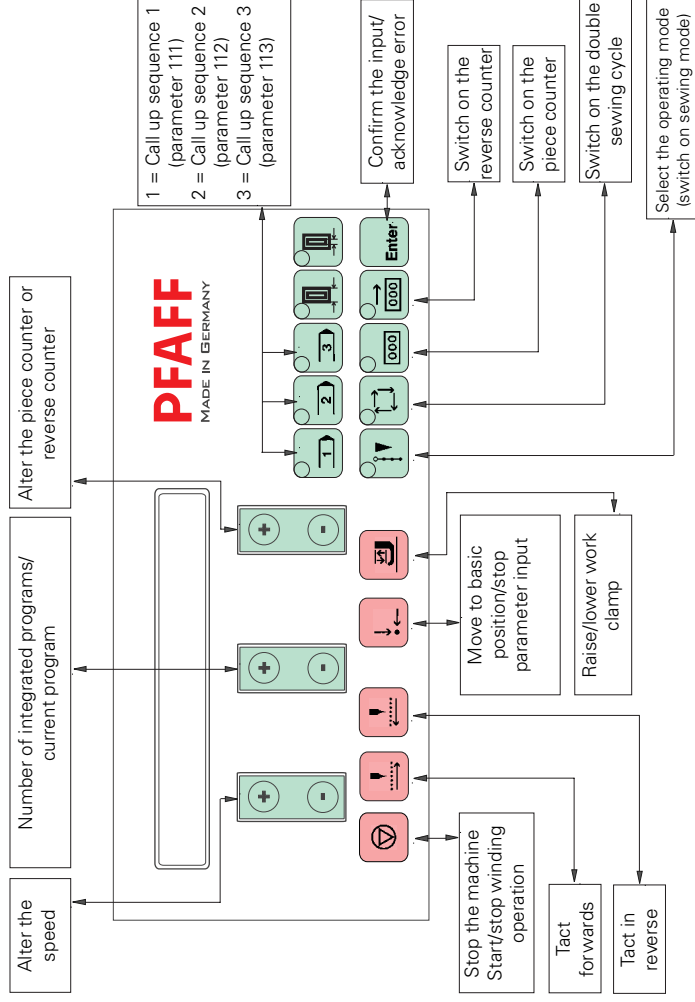 Alter the
speed
Number of integrated programs/
current program
Alter the piece counter or
reverse counter
1 = Call up sequence 1
(parameter 111)
2 = Call up sequence 2
(parameter 112)
3 = Call up sequence 3
(parameter 113)
PFAFF
MADE IN GERMANY
+
-
+
-
+
-
1
2
3
000
000
Enter
Confirm the input/
acknowledge error
Switch on the
reverse counter
Switch on the
piece counter
Switch on the double
sewing cycle
Select the operating mode
(switch on sewing mode)
Stop the machine
Start/stop winding
operation
Tact
forwards
Tact in
reverse
Move to basic
position/stop
parameter input
Raise/lower work
clamp